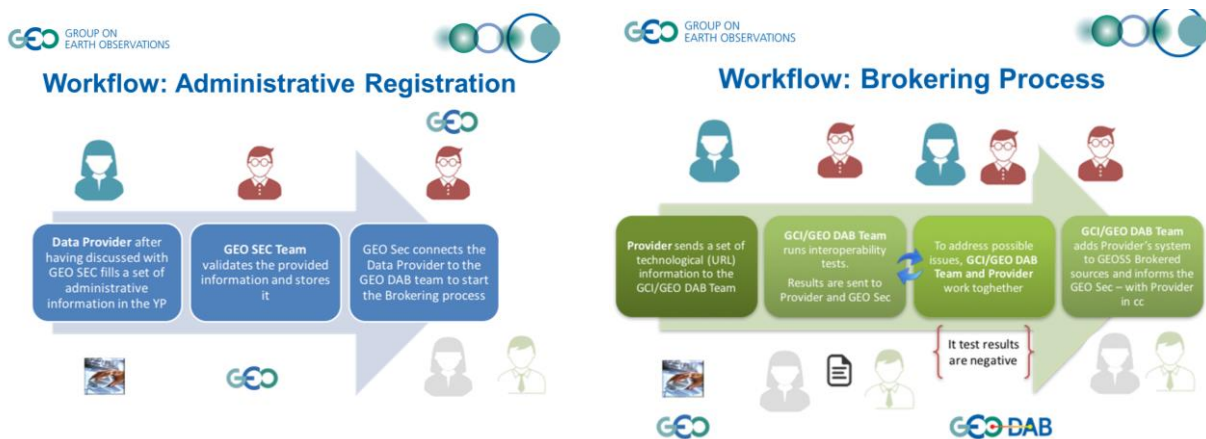 GEO GROUP ON
EARTH OBSERVATIONS
Workflow: Administrative Registration
GEO
Data Provider after
having discussed with
GEO SEC fills a set of
administrative
information in the YP
GEO SEC Team
validates the provided
information and stores
it
GEO Sec connects the
Data Provider to the
GEO DAB team to start
the Brokering process
GEO
GEO GROUP ON
EARTH OBSERVATIONS
Workflow: Brokering Process
Provider sends a set of
technological (URL)
information to the
GCI/GEO DAB Team
GCI/GEO DAB Team
runs interoperability
tests.
Results are sent to
Provider and GEO Sec
To address possible
issues, GCI/GEO DAB
Team and Provider
work toghether
GCI/GEO DAB Team
adds Provider's system
to GEOSS Brokered
sources and informs the
GEO Sec – with Provider
in cc
It test results
are negative
GEO
GEO DAB